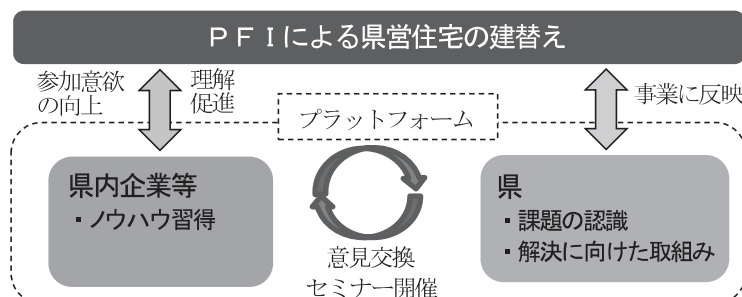 ＰＦＩによる県営住宅の建替え
参加意欲
の向上
理解
促進
事業に反映
プラットフォーム
県内企業等
・ノウハウ習得
県
・課題の認識
・解決に向けた取組み
意見交換
セミナー開催